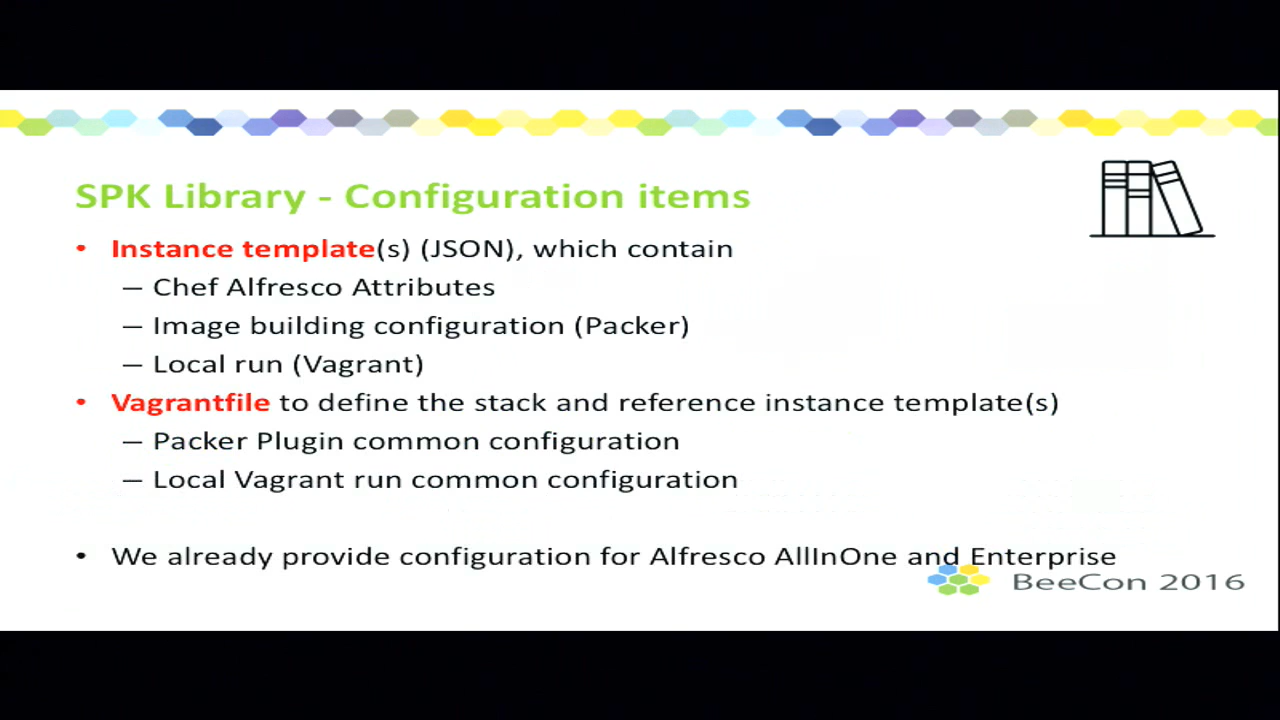 SPK Library - Configuration items
• Instance template(s) (JSON), which contain
– Chef Alfresco Attributes
– Image building configuration (Packer)
– Local run (Vagrant)
• Vagrantfile to define the stack and reference instance template(s)
– Packer Plugin common configuration
– Local Vagrant run common configuration
• We already provide configuration for Alfresco AllInOne and Enterprise
BeeCon 2016